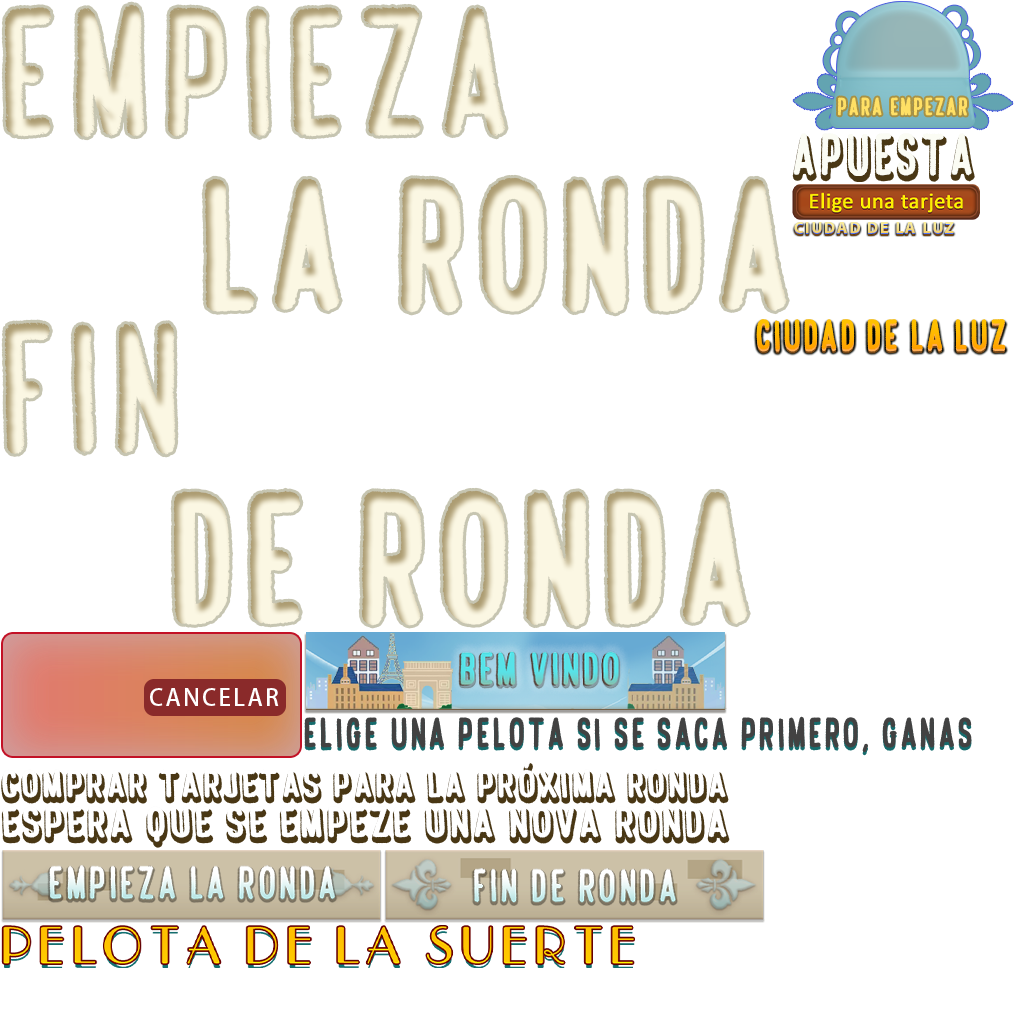 EMPIEZA
LA RONDA
PARA EMPEZAR
APUESTA
Elige una tarjeta
CIUDAD DE LA LUZ
CIUDAD DE LA LUZ
FIN
DE RONDA
CANCELAR
BEM VINDO
ELIGE UNA PELOTA SI SE SACA PRIMERO, GANAS
COMPRAR TARJETAS PARA LA PRÓXIMA RONDA
ESPERA QUE SE EMPEZE UNA NOVA RONDA
EMPIEZA LA RONDA
FIN DE RONDA
PELOTA DE LA SUERTE